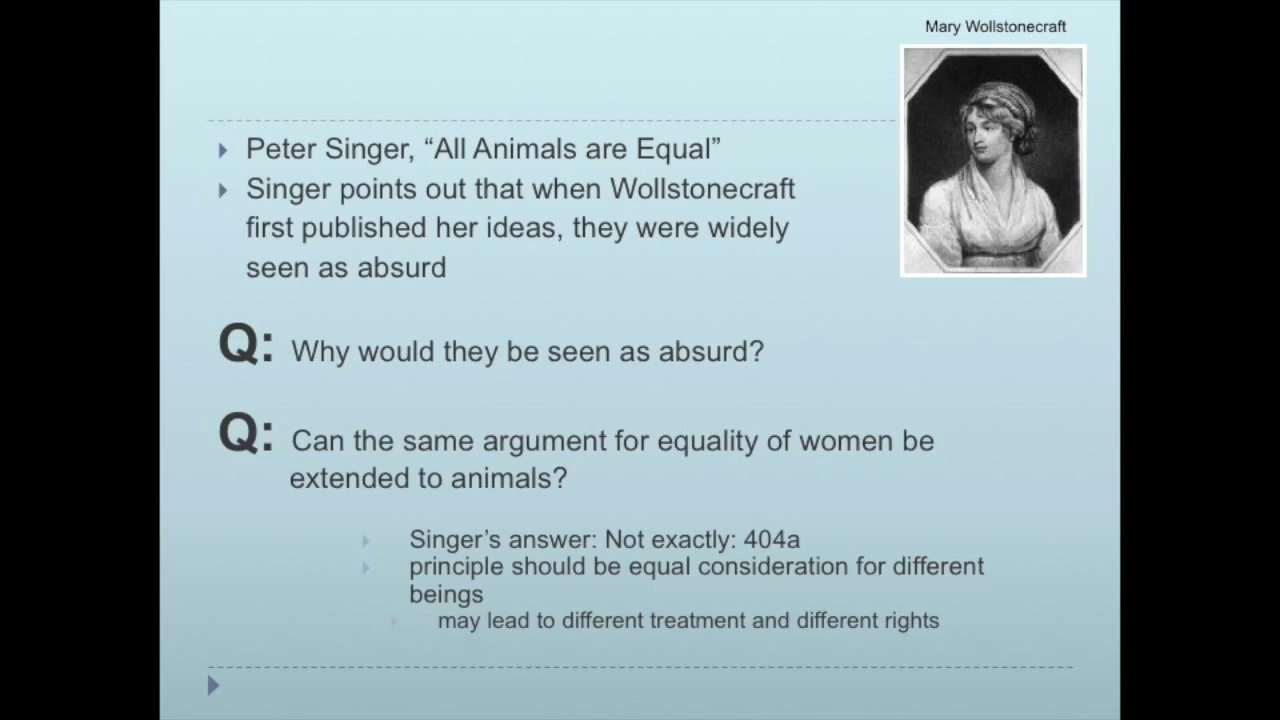 Mary Wollstonecraft
Peter Singer, “All Animals are Equal”
Singer points out that when Wollstonecraft
first published her ideas, they were widely
seen as absurd
Q: Why would they be seen as absurd?
Q: Can the same argument for equality of women be
extended to animals?
Singer’s answer: Not exactly: 404a
principle should be equal consideration for different
beings
may lead to different treatment and different rights